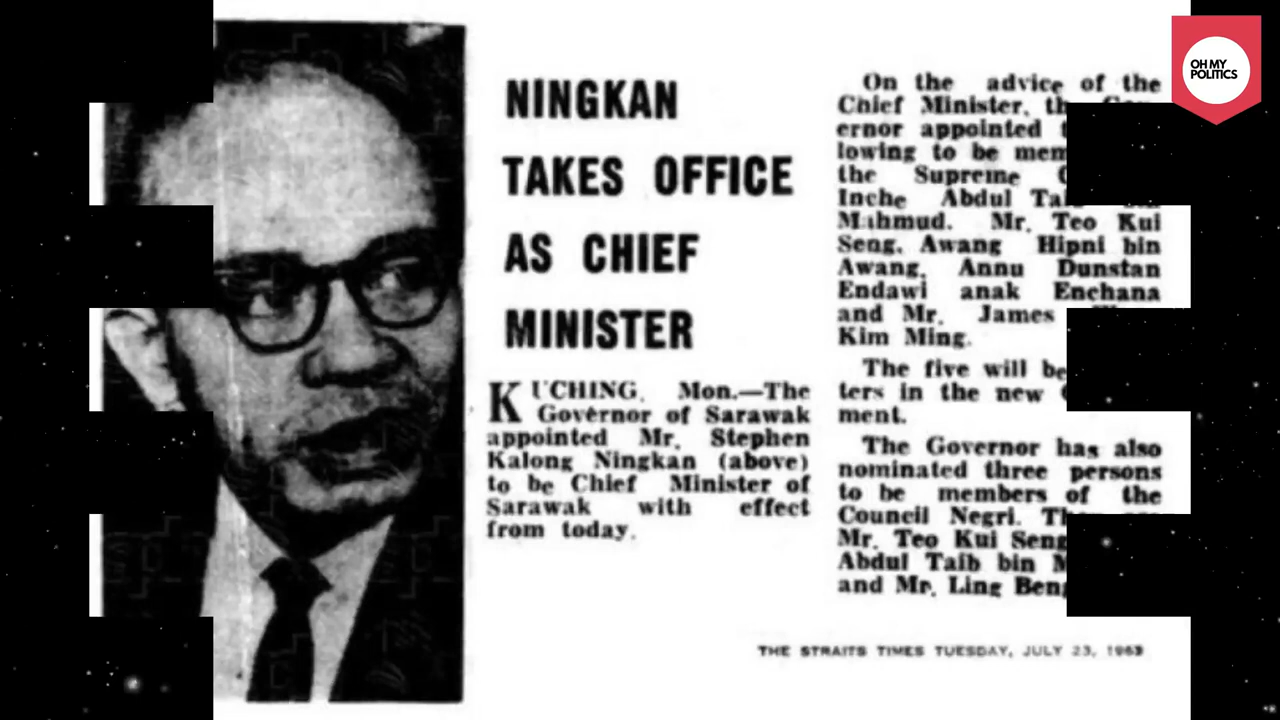 NINGKAN
TAKES OFFICE
AS CHIEF
MINISTER
KUCHING, Mon.—The
Governor of Sarawak
appointed Mr. Stephen
Kalong Ningkan (above)
to be Chief Minister of
Sarawak with effect
from today.
On the advice of the
Chief Minister, the
ernor appointed
lowing to be
the Supreme
Inche Abdul
Mahmud. Mr. Teo Kui
Seng, Awang Hipni bin
Awang, Annu Dunstan
Endawi anak Enchana
and Mr. James
Kim Ming.
The five will be
ters in the new
ment.
The Governor has also
nominated three persons
to be members of the
Council Negri.
Mr. Teo Kui Seng
Abdul Taib bin
and Mr. Ling
THE STRAITS TIMES TUESDAY, JULY 23, 1963
OH MY
POLITICS